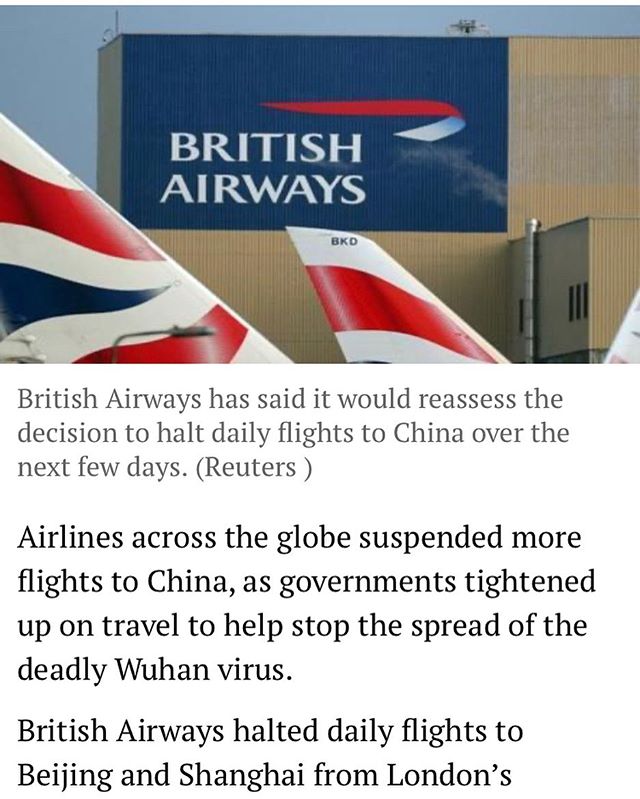 BRITISH
AIRWAYS
BKD
British Airways has said it would reassess the
decision to halt daily flights to China over the
next few days. (Reuters )
Airlines across the globe suspended more
flights to China, as governments tightened
up on travel to help stop the spread of the
deadly Wuhan virus.
British Airways halted daily flights to
Beijing and Shanghai from London’s